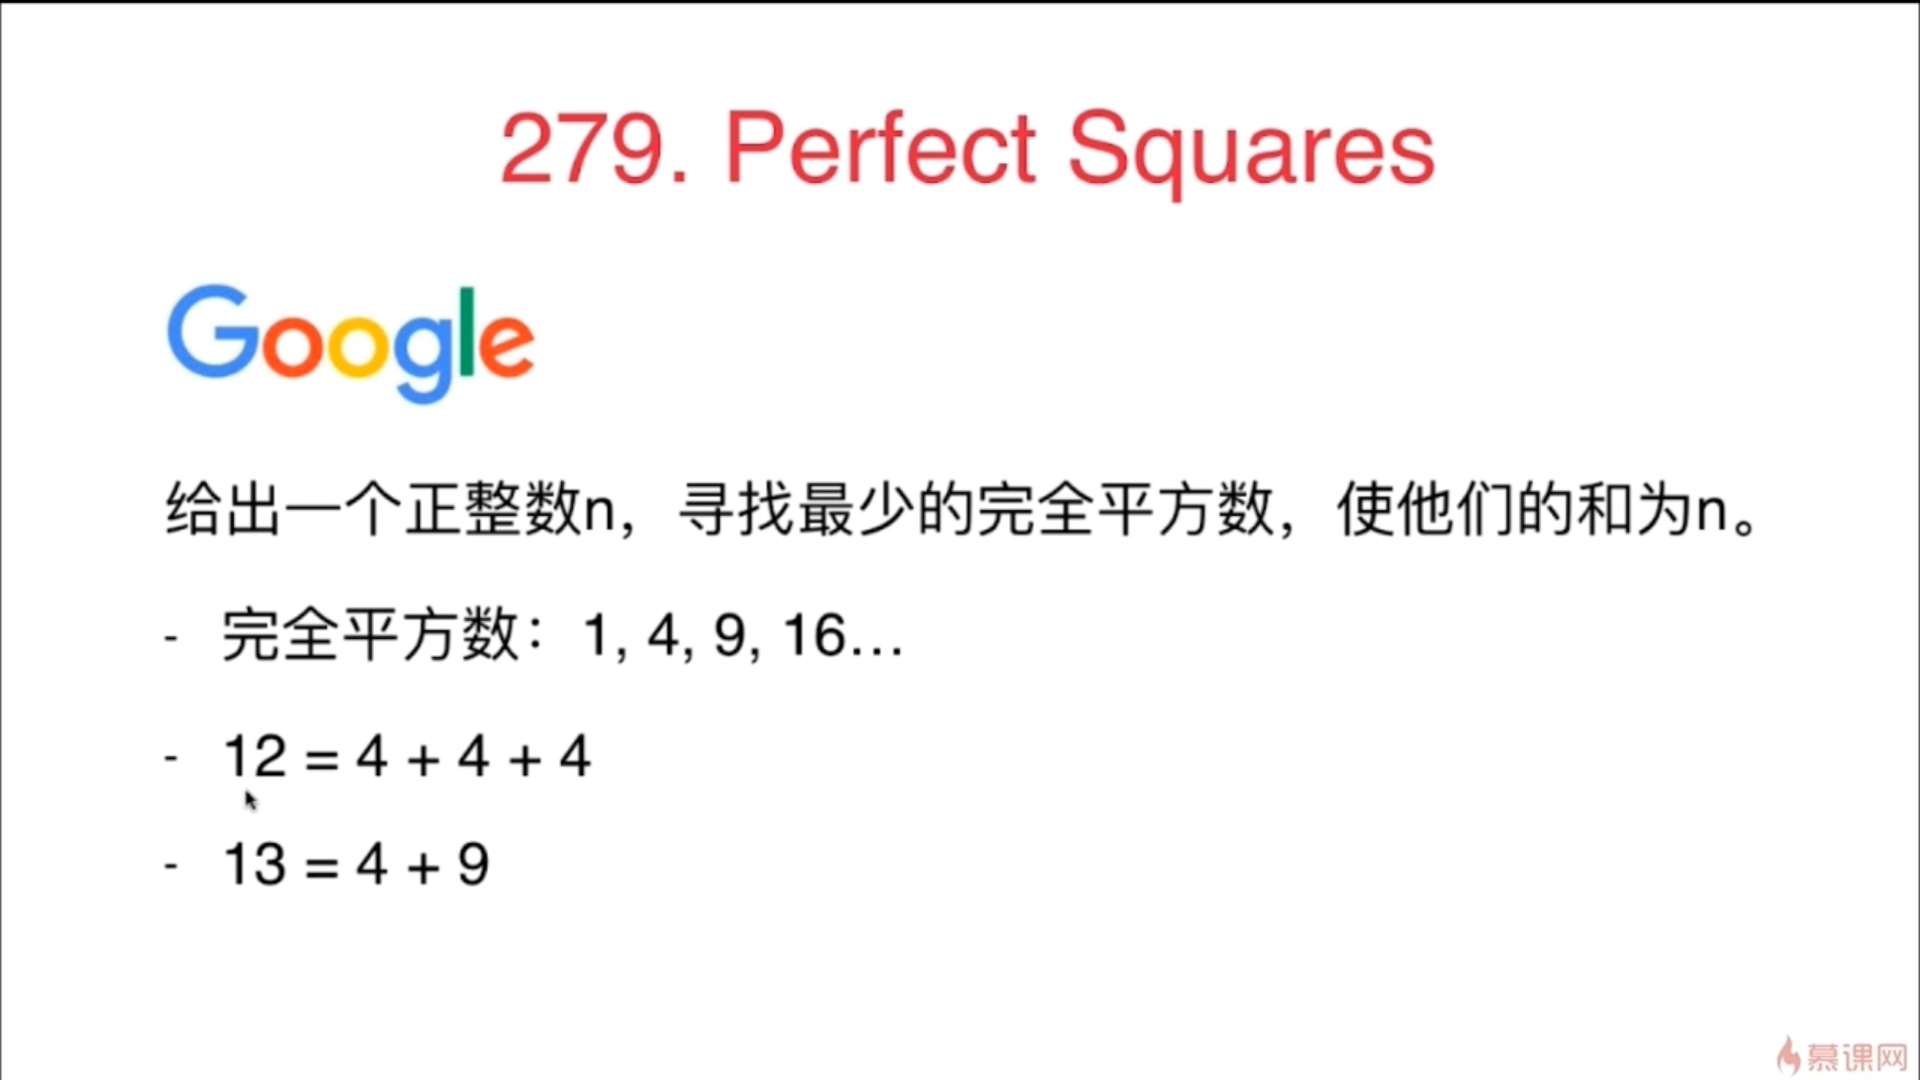 279. Perfect Squares
Google
给出一个正整数n，寻找最少的完全平方数，使他们的和为n。
- 完全平方数：1, 4, 9, 16…
- 12 = 4 + 4 + 4
- 13 = 4 + 9
慕课网